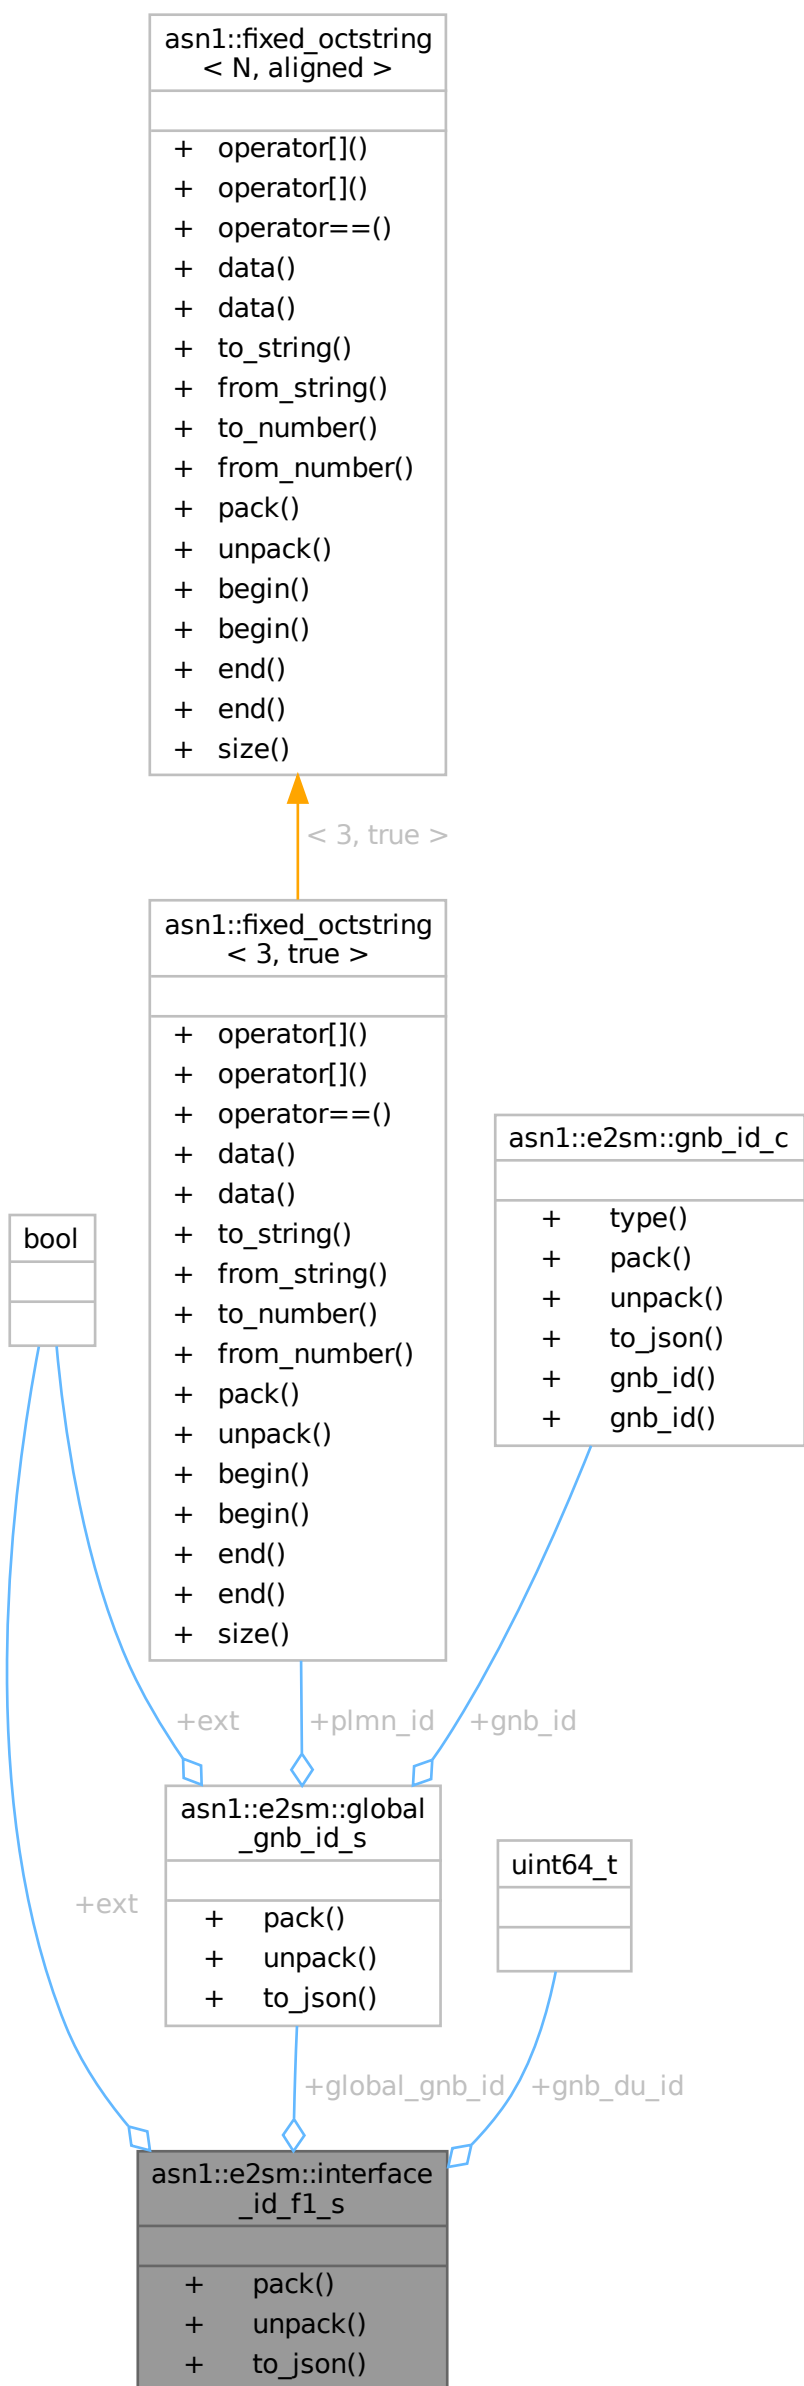 asn1::fixed_octstring
< N, aligned >
+ operator[]()
+ operator[]()
+ operator==()
+ data()
+ data()
+ to_string()
+ from_string()
+ to_number()
+ from_number()
+ pack()
+ unpack()
+ begin()
+ begin()
+ end()
+ end()
+ size()
< 3, true >
asn1::fixed_octstring
< 3, true >
+ operator[]()
+ operator[]()
+ operator==()
+ data()
+ data()
+ to_string()
+ from_string()
+ to_number()
+ from_number()
+ pack()
+ unpack()
+ begin()
+ begin()
+ end()
+ end()
+ size()
asn1::e2sm::gnb_id_c
+ type()
+ pack()
+ unpack()
+ to_json()
+ gnb_id()
+ gnb_id()
bool
+ext
+plmn_id
+gnb_id
asn1::e2sm::global
_gnb_id_s
+ pack()
+ unpack()
+ to_json()
uint64_t
+ext
+global_gnb_id
+gnb_du_id
asn1::e2sm::interface
_id_f1_s
+ pack()
+ unpack()
+ to_json()